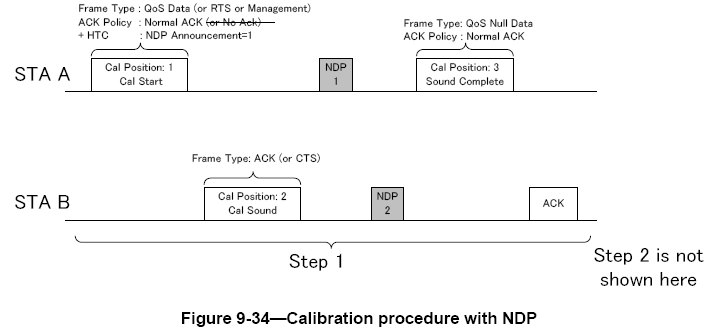 Frame Type : QoS Data (or RTS or Management)
ACK Policy : Normal ACK (or No Ack)
+ HTC : NDP Announcement=1
Frame Type: QoS Null Data
ACK Policy : Normal ACK
STA A
Cal Position: 1
Cal Start
NDP
1
Cal Position: 3
Sound Complete
Frame Type: ACK (or CTS)
STA B
Cal Position: 2
Cal Sound
NDP
2
ACK
Step 1
Step 2 is not
shown here
Figure 9-34—Calibration procedure with NDP